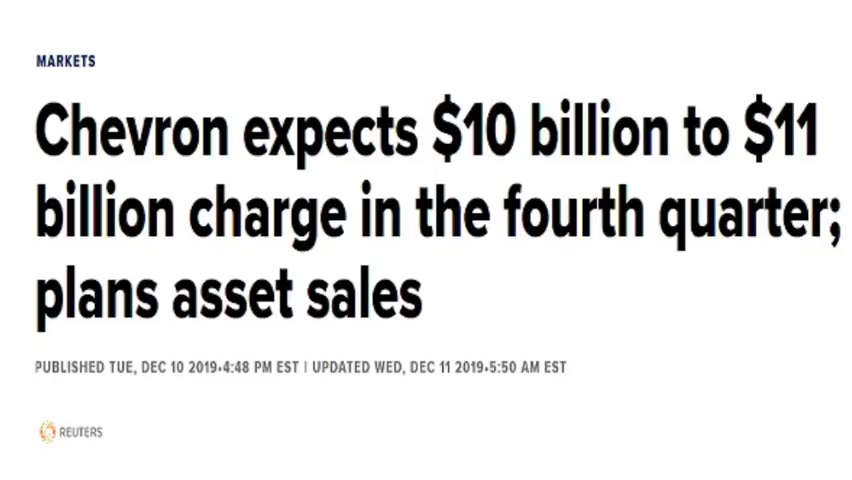 MARKETS
Chevron expects $10 billion to $11
billion charge in the fourth quarter;
plans asset sales
PUBLISHED TUE, DEC 10 2019•4:48 PM EST | UPDATED WED, DEC 11 2019•5:50 AM EST
REUTERS